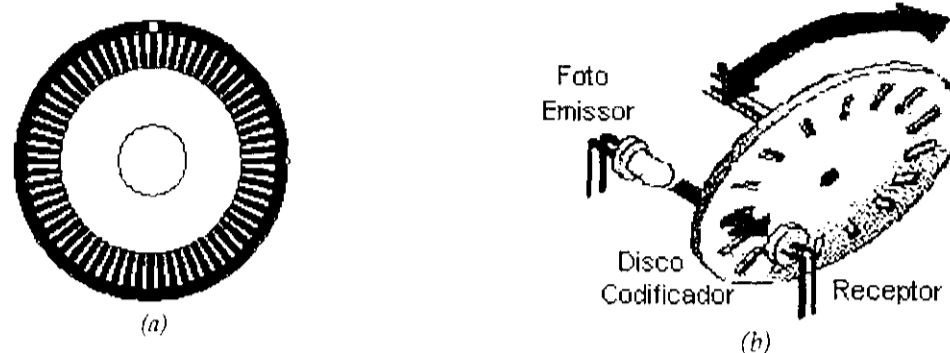 Foto
Emissor
Disco
Codificador
Receptor
(a)
(b)